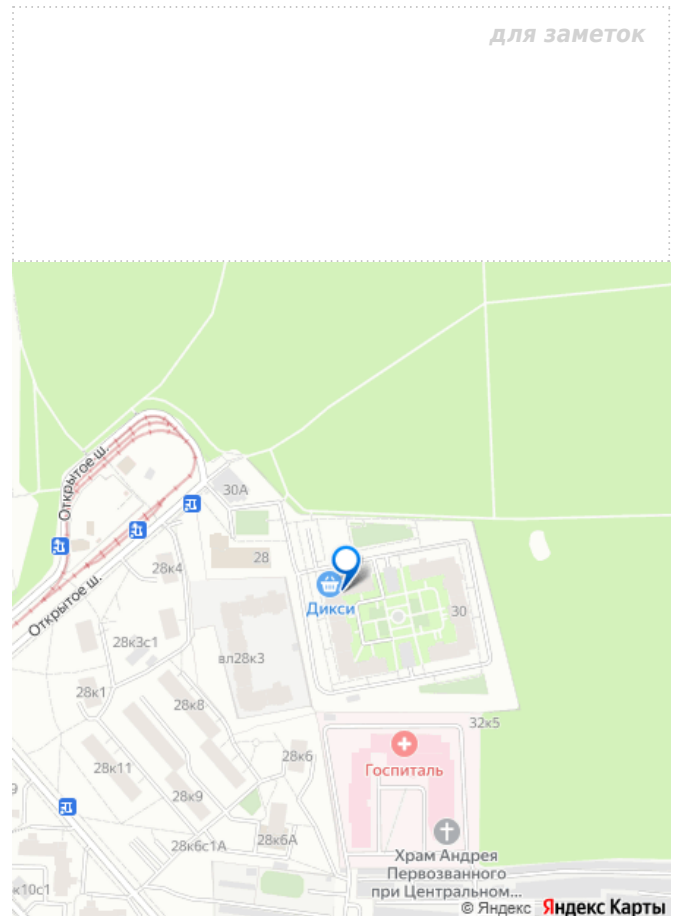 для заметок
Открытое ш.
30А
28
28к4
Дикси
Открытое ш.
30
28к3с1
вл28к3
28к1
28к8
32к5
28к6
Госпиталь
28к11
28к9
28к6А
28к6с1А
Храм Андрея
Первозванного
при Центральном...
к10с1
© Яндекс Яндекс Карты